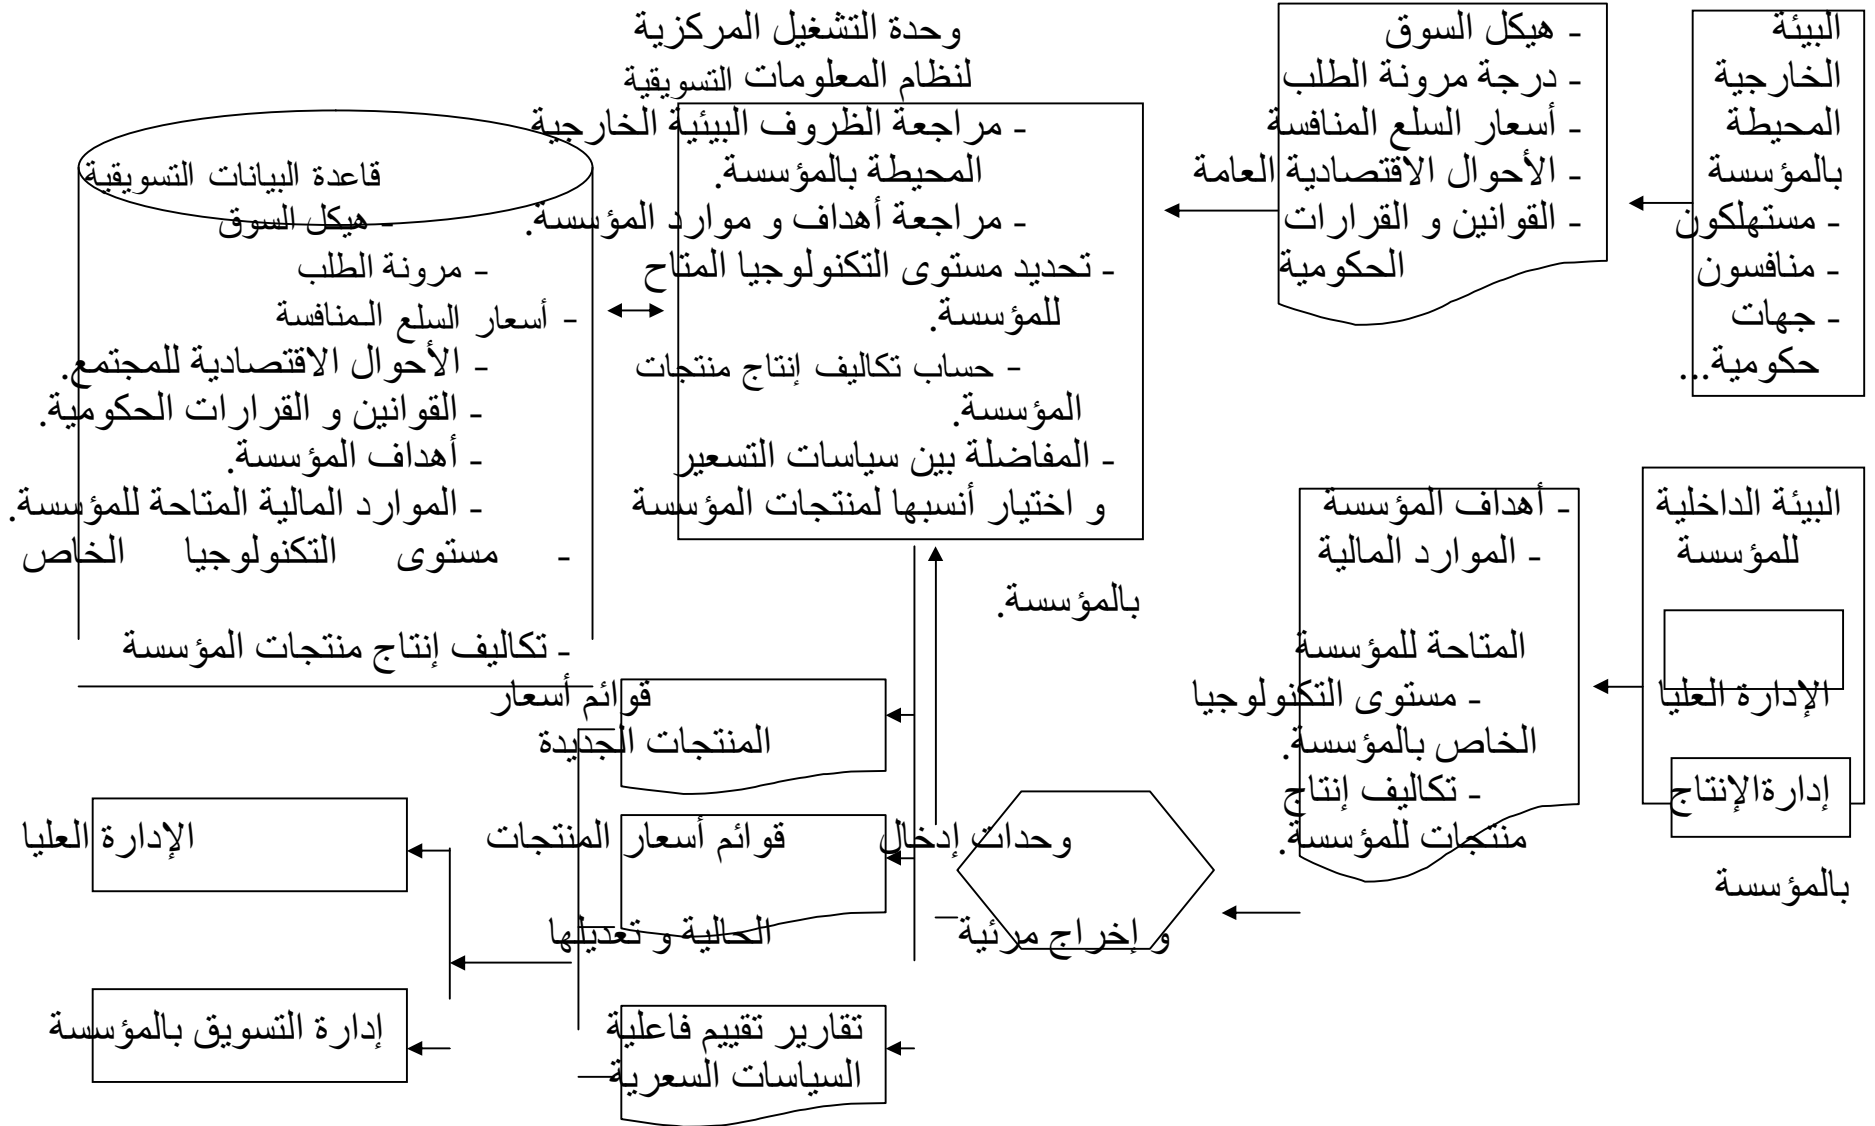 البيئة
الخارجية
المحيطة
بالمؤسسة
- مستهلكون
- منافسون
- جهات
حكومية...
- هيكل السوق
- درجة مرونة الطلب
- أسعار السلع المنافسة
- الأحوال الاقتصادية العامة
- القوانين و القرارات
الحكومية
وحدة التشغيل المركزية
لنظام المعلومات التسويقية
- مراجعة الظروف البيئية الخارجية
المحيطة بالمؤسسة.
- مراجعة أهداف و موارد المؤسسة.
- تحديد مستوى التكنولوجيا المتاح
للمؤسسة.
- حساب تكاليف إنتاج منتجات
المؤسسة.
- المفاضلة بين سياسات التسعير
و اختيار أنسبها لمنتجات المؤسسة
قاعدة البيانات التسويقية
- هيكل السوق
- مرونة الطلب
- أسعار السلع المنافسة
- الأحوال الاقتصادية للمجتمع.
- القوانين و القرارات الحكومية.
- أهداف المؤسسة.
- الموارد المالية المتاحة للمؤسسة.
- مستوى التكنولوجيا الخاص
بالمؤسسة.
- تكاليف إنتاج منتجات المؤسسة
البيئة الداخلية
للمؤسسة
الإدارة العليا
إدارةالإنتاج
بالمؤسسة
- أهداف المؤسسة
- الموارد المالية
المتاحة للمؤسسة
- مستوى التكنولوجيا
الخاص بالمؤسسة.
- تكاليف إنتاج
منتجات للمؤسسة.
وحدات إدخال
و إخراج مرئية
قوائم أسعار
المنتجات الجديدة
قوائم أسعار المنتجات
الحالية و تعديلها
تقارير تقييم فاعلية
السياسات السعرية
الإدارة العليا
إدارة التسويق بالمؤسسة